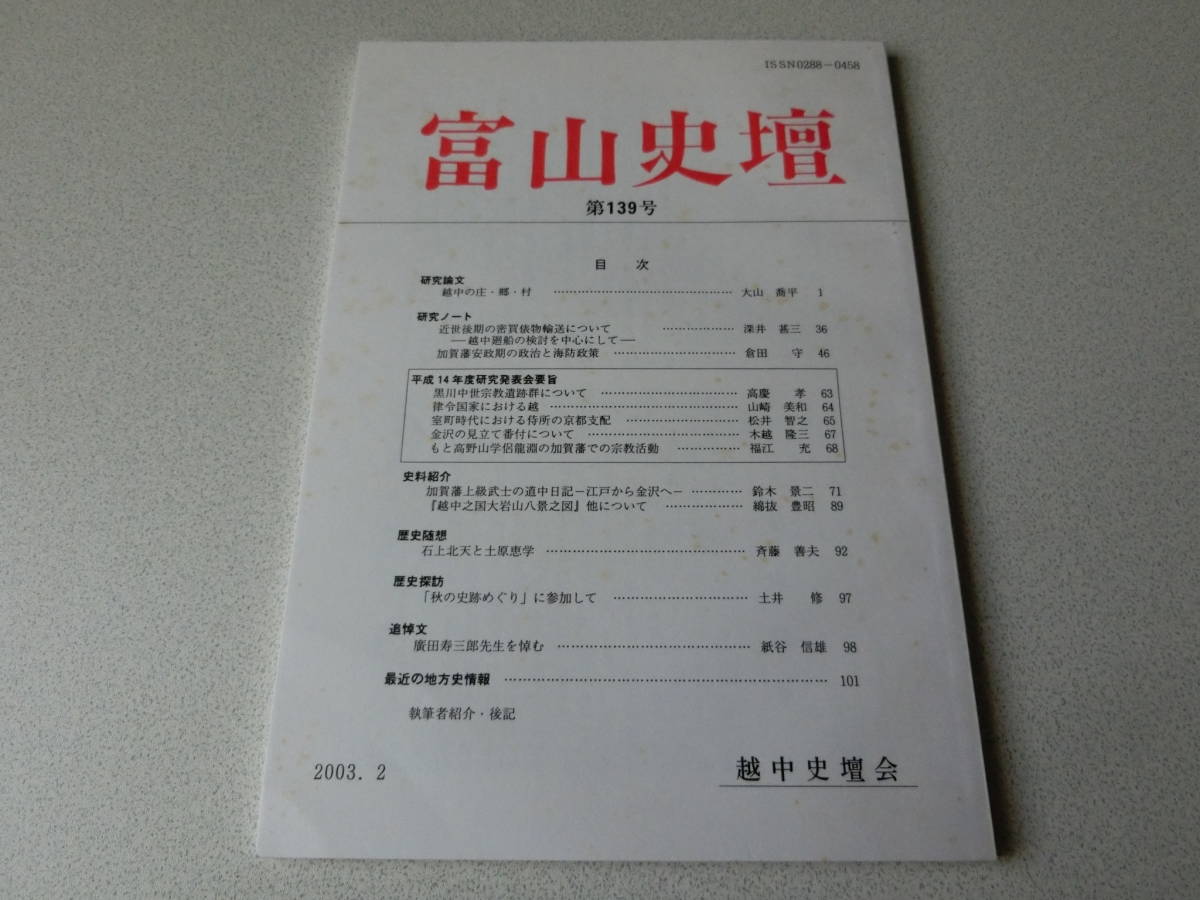 ISSN0288-0458
富山史壇
第139号
目 次
研究論文
越中の庄・郷・村 …………………………………… 大山 喬平 1
研究ノート
近世後期の密貿俵物輸送について ……………… 深井 甚三 36
―越中廻船の検討を中心にして―
加賀藩安政期の政治と海防政策 ……………………… 倉田 守 46
平成14年度研究発表会要旨
黒川中世宗教遺跡群について ………………………… 高慶 孝 63
律令国家における越 …………………………………… 山崎 美和 64
室町時代における侍所の京都支配 …………………… 松井 智之 65
金沢の見立て番付について …………………………… 木越 隆三 67
もと高野山学侶龍淵の加賀藩での宗教活動 ………… 福江 充 68
史料紹介
加賀藩上級武士の道中日記－江戸から金沢へ－ ………… 鈴木 景二 71
『越中之国大岩山八景之図』他について ……………… 綿抜 豊昭 89
歴史随想
石上北天と土原恵学 …………………………………… 斉藤 善夫 92
歴史探訪
「秋の史跡めぐり」に参加して ……………………… 土井 修 97
追悼文
廣田寿三郎先生を悼む ………………………………… 紙谷 信雄 98
最近の地方史情報 ……………………………………………………… 101
執筆者紹介・後記
2003. 2
越中史壇会